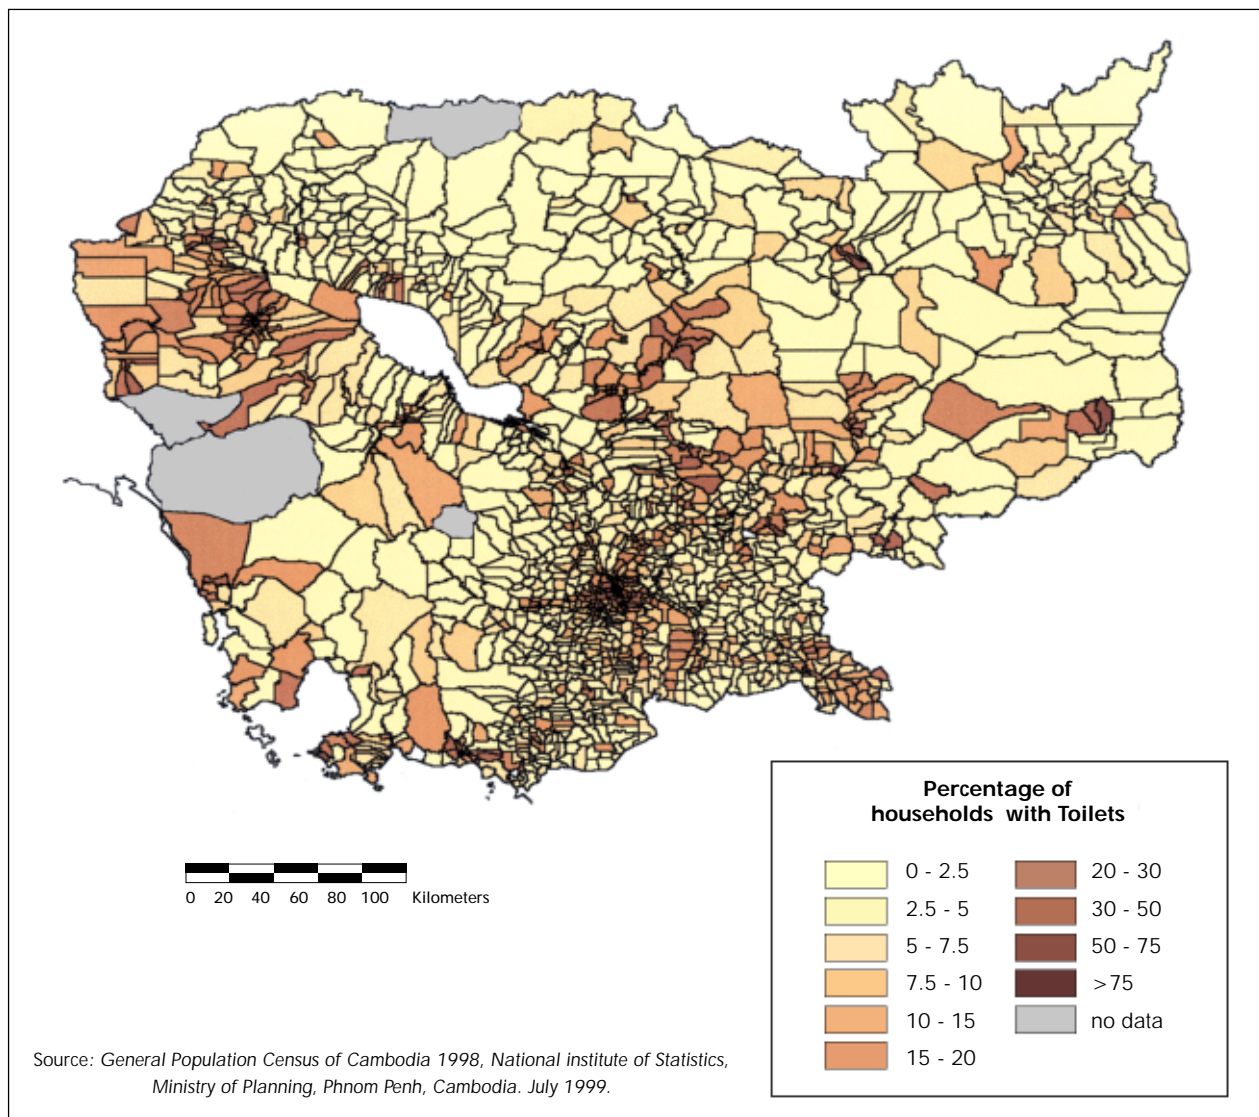 Percentage of
households with Toilets
0 - 2.5
2.5 - 5
5 - 7.5
7.5 - 10
10 - 15
15 - 20
20 - 30
30 - 50
50 - 75
>75
no data
0 20 40 60 80 100 Kilometers
Source: General Population Census of Cambodia 1998, National institute of Statistics,
Ministry of Planning, Phnom Penh, Cambodia. July 1999.